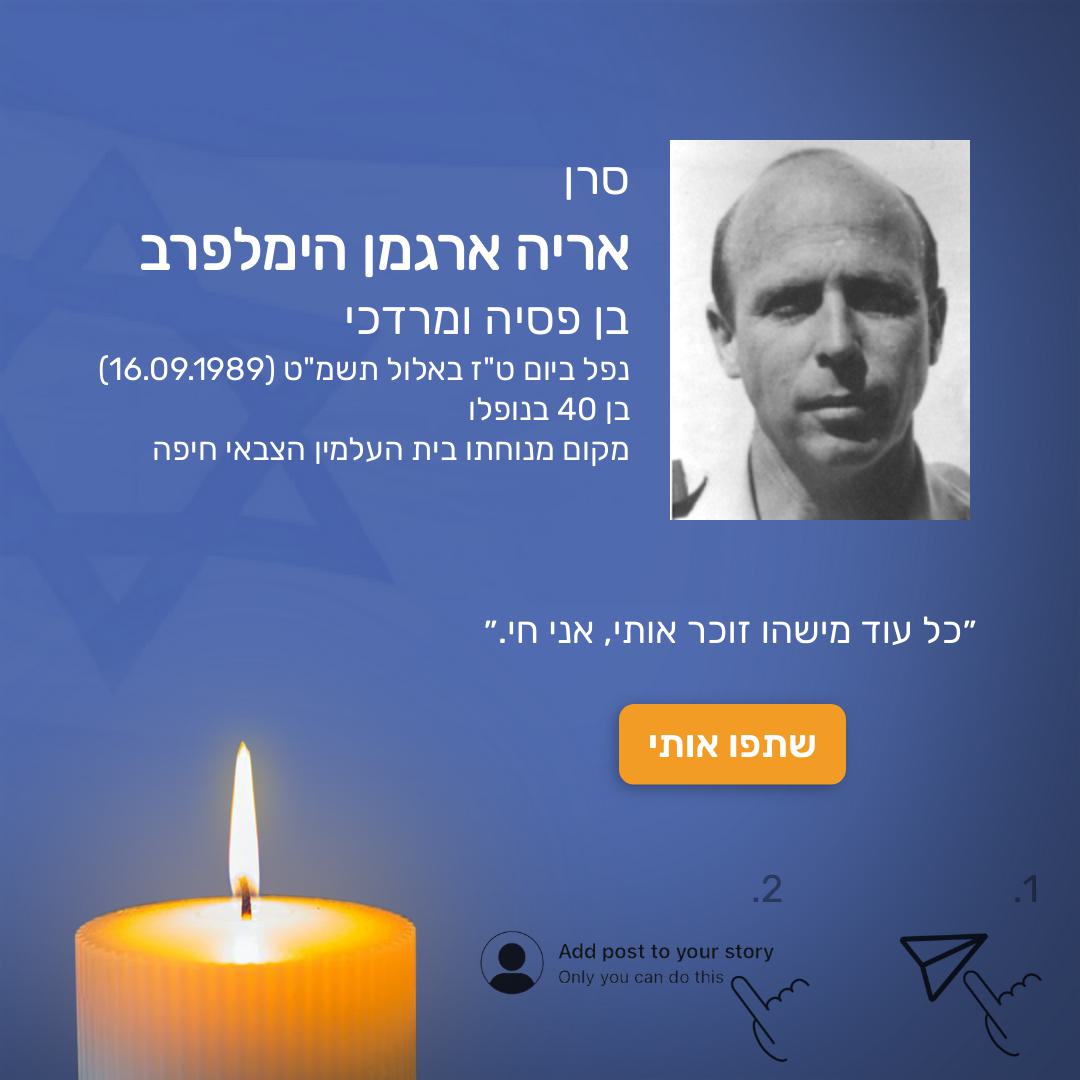 סרן
אריה ארגמן הימלפרב
בן פסיה ומרדכי
נפל ביום ט"ז באלול תשמ"ט (16.09.1989)
בן 40 בנופלו
מקום מנוחתו בית העלמין הצבאי חיפה
״כל עוד מישהו זוכר אותי, אני חי.״
שתפו אותי
.1
.2
Add post to your story
Only you can do this